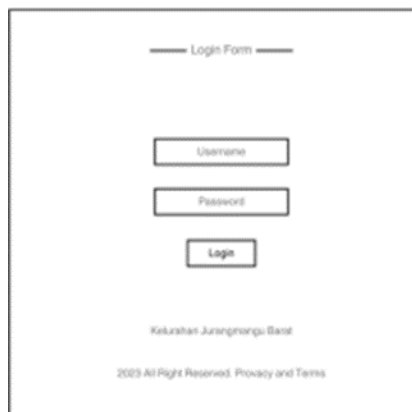 Login Form
Username
Password
Login
Kelurahan Jurangmangu Barat
2023 All Right Reserved. Provacy and Terms